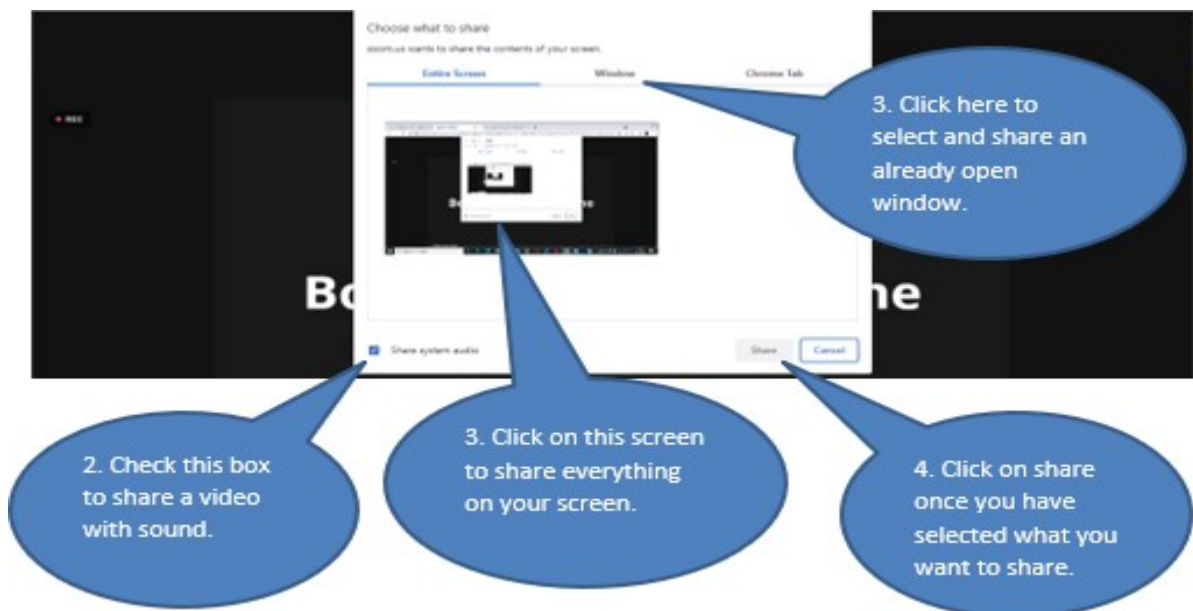 Choose what to share
zoom.us wants to share the contents of your screen.
Entire Screen
Window
Chrome Tab
REC
3. Click here to
select and share an
already open
window.
Bo
ne
Share system audio
Share
Cancel
2. Check this box
to share a video
with sound.
3. Click on this screen
to share everything
on your screen.
4. Click on share
once you have
selected what you
want to share.